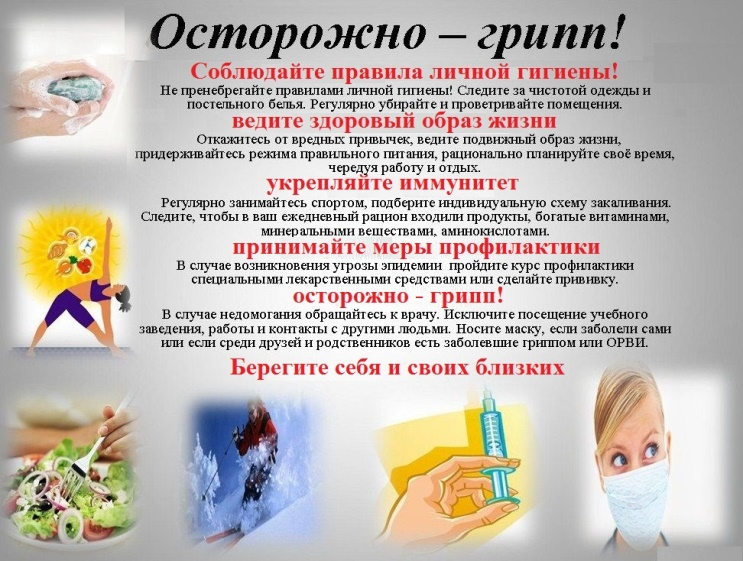 Осторожно – грипп!
Соблюдайте правила личной гигиены!
Не пренебрегайте правилами личной гигиены! Следите за чистотой одежды и
постельного белья. Регулярно убирайте и проветривайте помещения.
ведите здоровый образ жизни
Откажитесь от вредных привычек, ведите подвижный образ жизни,
придерживайтесь режима правильного питания, рационально планируйте своё время,
чередуя работу и отдых.
укрепляйте иммунитет
Регулярно занимайтесь спортом, подберите индивидуальную схему закаливания.
Следите, чтобы в ваш ежедневный рацион входили продукты, богатые витаминами,
минеральными веществами, аминокислотами.
принимайте меры профилактики
В случае возникновения угрозы эпидемии пройдите курс профилактики
специальными лекарственными средствами или сделайте прививку.
осторожно - грипп!
В случае недомогания обращайтесь к врачу. Исключите посещение учебного
заведения, работы и контакты с другими людьми. Носите маску, если заболели сами
или если среди друзей и родственников есть заболевшие гриппом или ОРВИ.
Берегите себя и своих близких